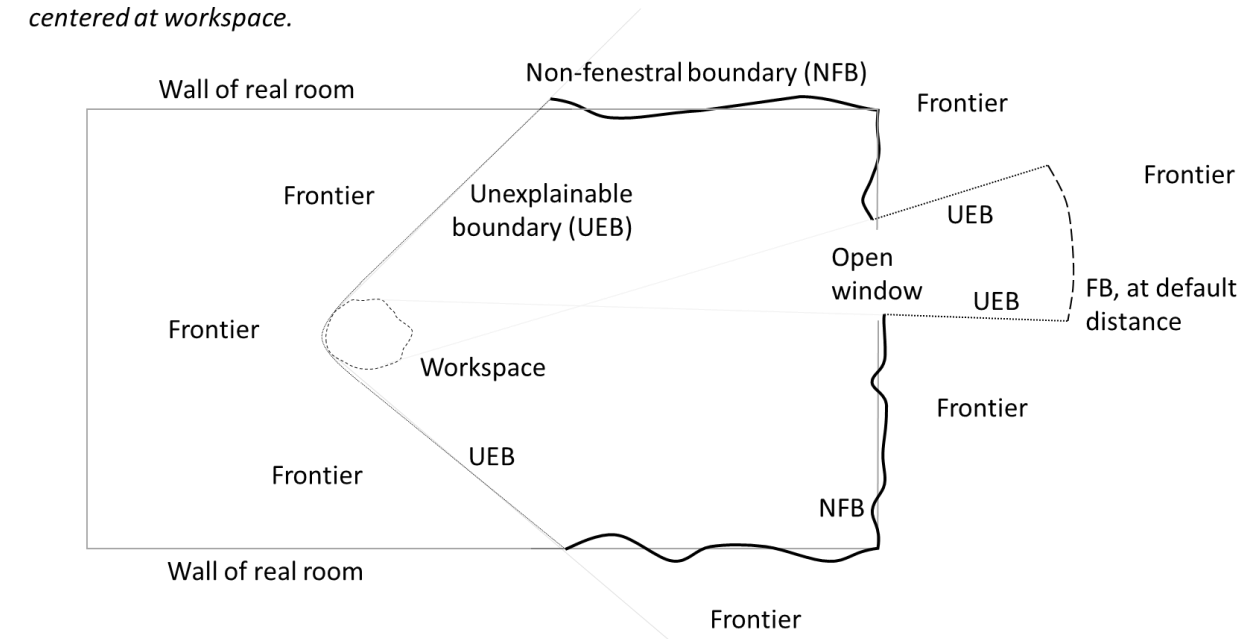 centered at workspace.
Non-fenestral boundary (NFB)
Wall of real room
Frontier
Frontier
Frontier
Unexplainable
boundary (UEB)
UEB
Open
window
UEB
FB, at default
distance
Frontier
Workspace
Frontier
UEB
Frontier
NFB
Wall of real room
Frontier